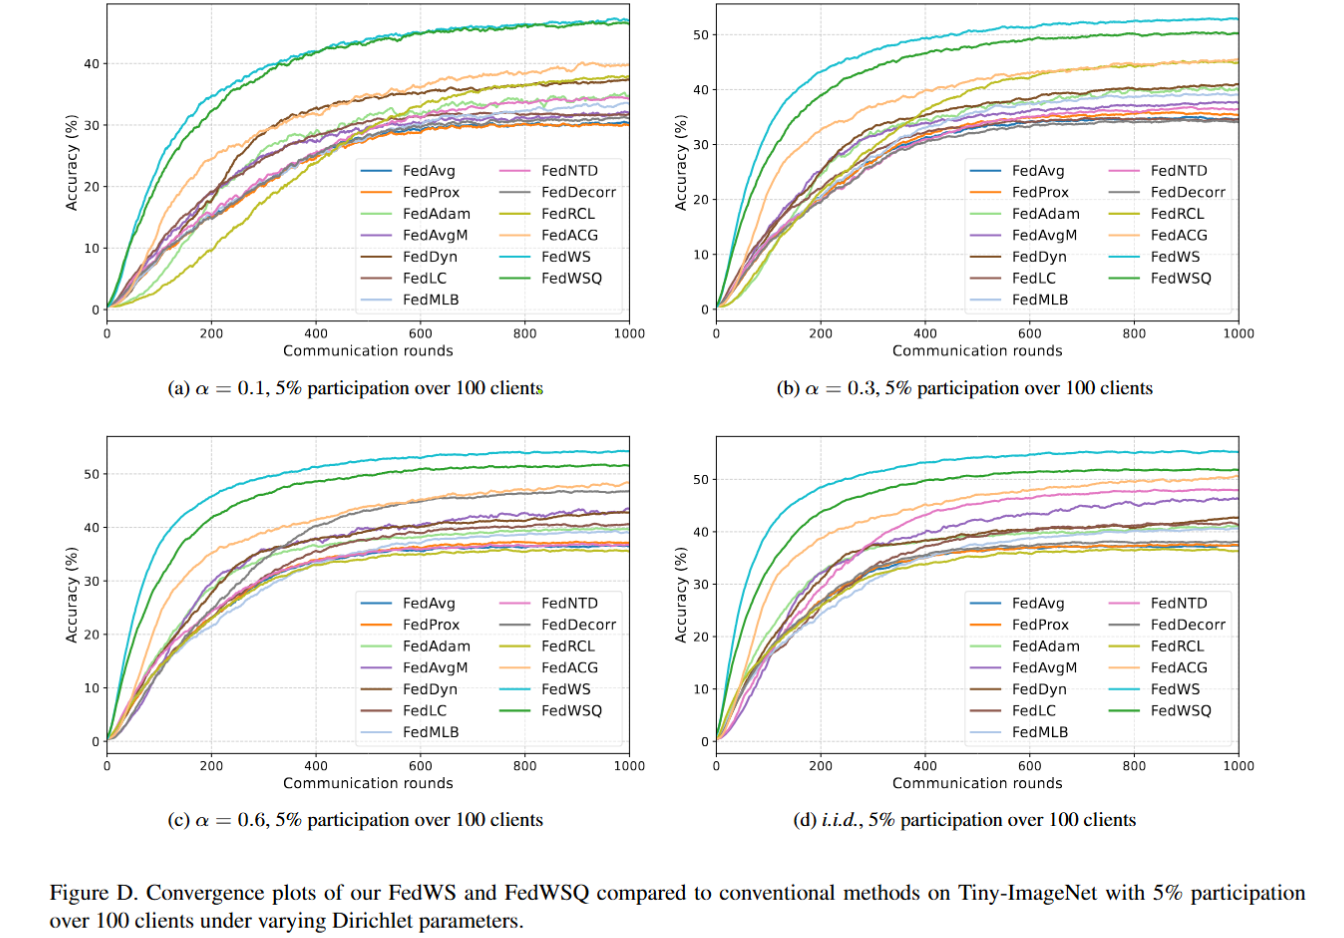 Accuracy (%)
40
30
20
10
0
0 200 400 600 800 1000
Communication rounds
FedAvg
FedProx
FedAdam
FedAvgM
FedDyn
FedLC
FedMLB
FedNTD
FedDecorr
FedRCL
FedACG
FedWS
FedWSQ
(a) α = 0.1, 5% participation over 100 clients
Accuracy (%)
50
40
30
20
10
0
0 200 400 600 800 1000
Communication rounds
FedAvg
FedProx
FedAdam
FedAvgM
FedDyn
FedLC
FedMLB
FedNTD
FedDecorr
FedRCL
FedACG
FedWS
FedWSQ
(b) α = 0.3, 5% participation over 100 clients
Accuracy (%)
50
40
30
20
10
0
0 200 400 600 800 1000
Communication rounds
FedAvg
FedProx
FedAdam
FedAvgM
FedDyn
FedLC
FedMLB
FedNTD
FedDecorr
FedRCL
FedACG
FedWS
FedWSQ
(c) α = 0.6, 5% participation over 100 clients
Accuracy (%)
50
40
30
20
10
0
0 200 400 600 800 1000
Communication rounds
FedAvg
FedProx
FedAdam
FedAvgM
FedDyn
FedLC
FedMLB
FedNTD
FedDecorr
FedRCL
FedACG
FedWS
FedWSQ
(d) i.i.d., 5% participation over 100 clients
Figure D. Convergence plots of our FedWS and FedWSQ compared to conventional methods on Tiny-ImageNet with 5% participation
over 100 clients under varying Dirichlet parameters.